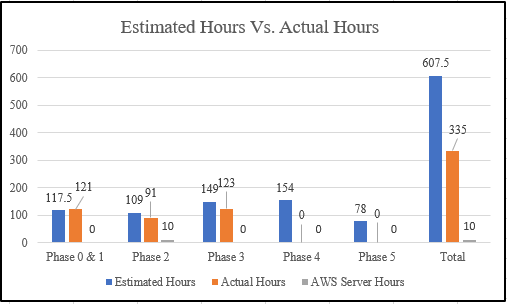 Estimated Hours Vs. Actual Hours
700
600
500
400
300
200
100
0
117.5 121 0
109 91 10
149 123 0
154 0 0
78 0 0
607.5 335 10
Phase 0 & 1 Phase 2 Phase 3 Phase 4 Phase 5 Total
Estimated Hours Actual Hours AWS Server Hours